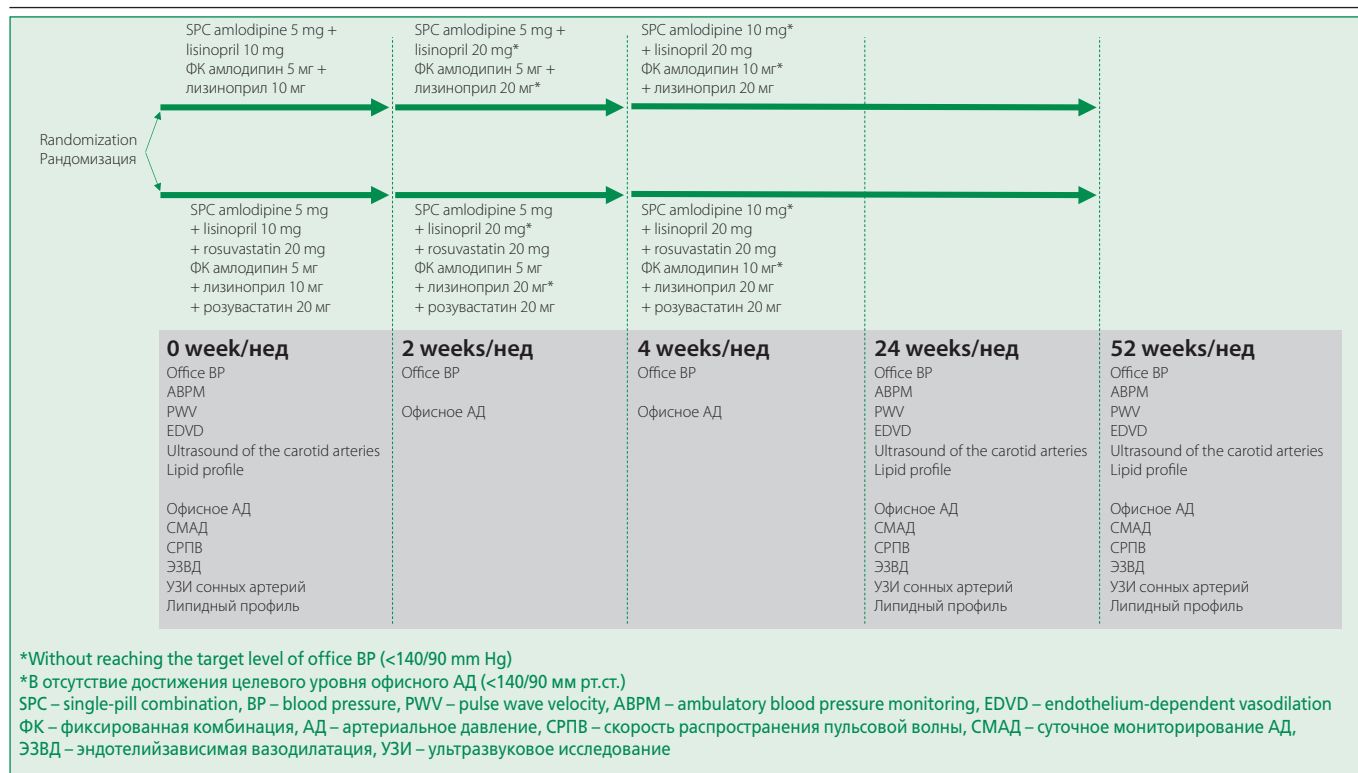 SPC amlodipine 5 mg +
lisinopril 10 mg
ФК амлодипин 5 мг +
лизиноприл 10 мг
SPC amlodipine 5 mg +
lisinopril 20 mg*
ФК амлодипин 5 мг +
лизиноприл 20 мг*
SPC amlodipine 10 mg*
+ lisinopril 20 mg
ФК амлодипин 10 мг*
+ лизиноприл 20 мг
Randomization
Рандомизация
SPC amlodipine 5 mg
+ lisinopril 10 mg
+ rosuvastatin 20 mg
ФК амлодипин 5 мг
+ лизиноприл 10 мг
+ розувастатин 20 мг
SPC amlodipine 5 mg
+ lisinopril 20 mg*
+ rosuvastatin 20 mg
ФК амлодипин 5 мг
+ лизиноприл 20 мг*
+ розувастатин 20 мг
SPC amlodipine 10 mg*
+ lisinopril 20 mg
+ rosuvastatin 20 mg
ФК амлодипин 10 мг*
+ лизиноприл 20 мг
+ розувастатин 20 мг
0 week/нед
Office BP
ABPM
PWV
EDVD
Ultrasound of the carotid arteries
Lipid profile
Офисное АД
СМАД
СРПВ
ЭЗВД
УЗИ сонных артерий
Липидный профиль
2 weeks/нед
Office BP
Офисное АД
4 weeks/нед
Office BP
Офисное АД
24 weeks/нед
Office BP
ABPM
PWV
EDVD
Ultrasound of the carotid arteries
Lipid profile
Офисное АД
СМАД
СРПВ
ЭЗВД
УЗИ сонных артерий
Липидный профиль
52 weeks/нед
Office BP
ABPM
PWV
EDVD
Ultrasound of the carotid arteries
Lipid profile
Офисное АД
СМАД
СРПВ
ЭЗВД
УЗИ сонных артерий
Липидный профиль
*Without reaching the target level of office BP (<140/90 mm Hg)
*В отсутствие достижения целевого уровня офисного АД (<140/90 мм рт.ст.)
SPC – single-pill combination, BP – blood pressure, PWV – pulse wave velocity, ABPM – ambulatory blood pressure monitoring, EDVD – endothelium-dependent vasodilation
ФК – фиксированная комбинация, АД – артериальное давление, СРПВ – скорость распространения пульсовой волны, СМАД – суточное мониторирование АД,
ЭЗВД – эндотелийзависимая вазодилатация, УЗИ – ультразвуковое исследование